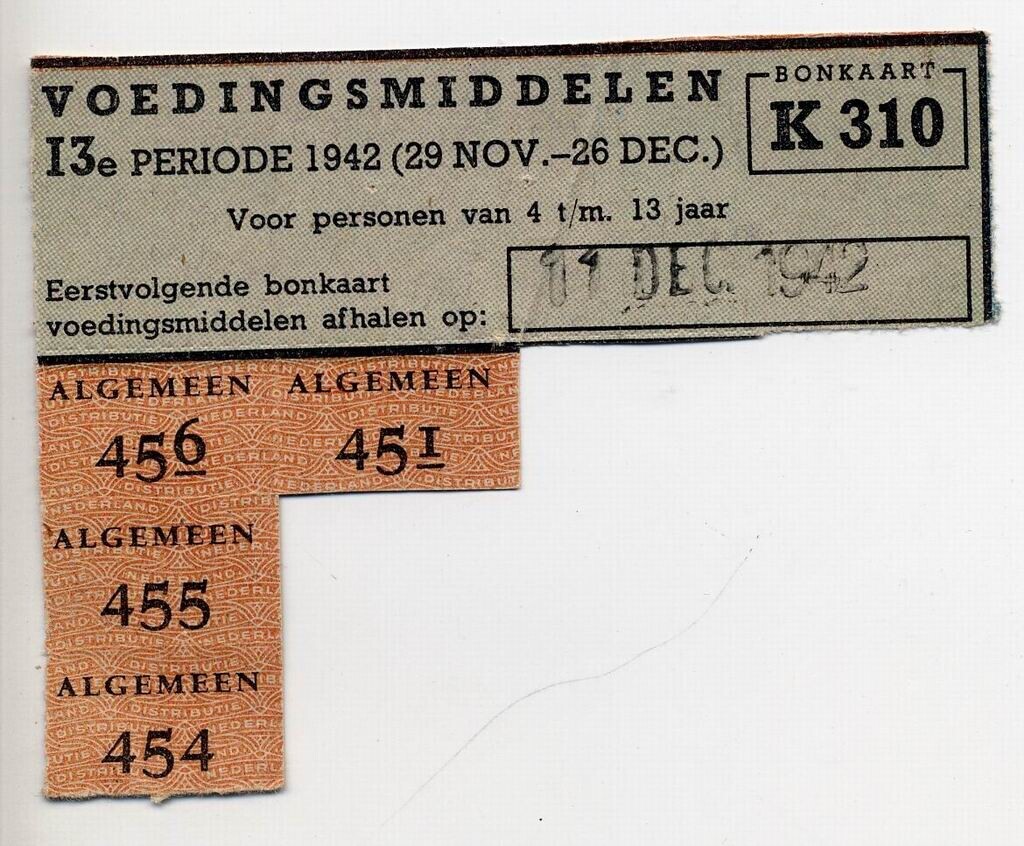 VOEDINGSMIDDELEN
13e PERIODE 1942 (29 NOV.–26 DEC.)
BONKAART
K 310
Voor personen van 4 t/m. 13 jaar
Eerstvolgende bonkaart
voedingsmiddelen afhalen op:
11 DEC. 1942
ALGEMEEN ALGEMEEN
456 451
ALGEMEEN
455
ALGEMEEN
454